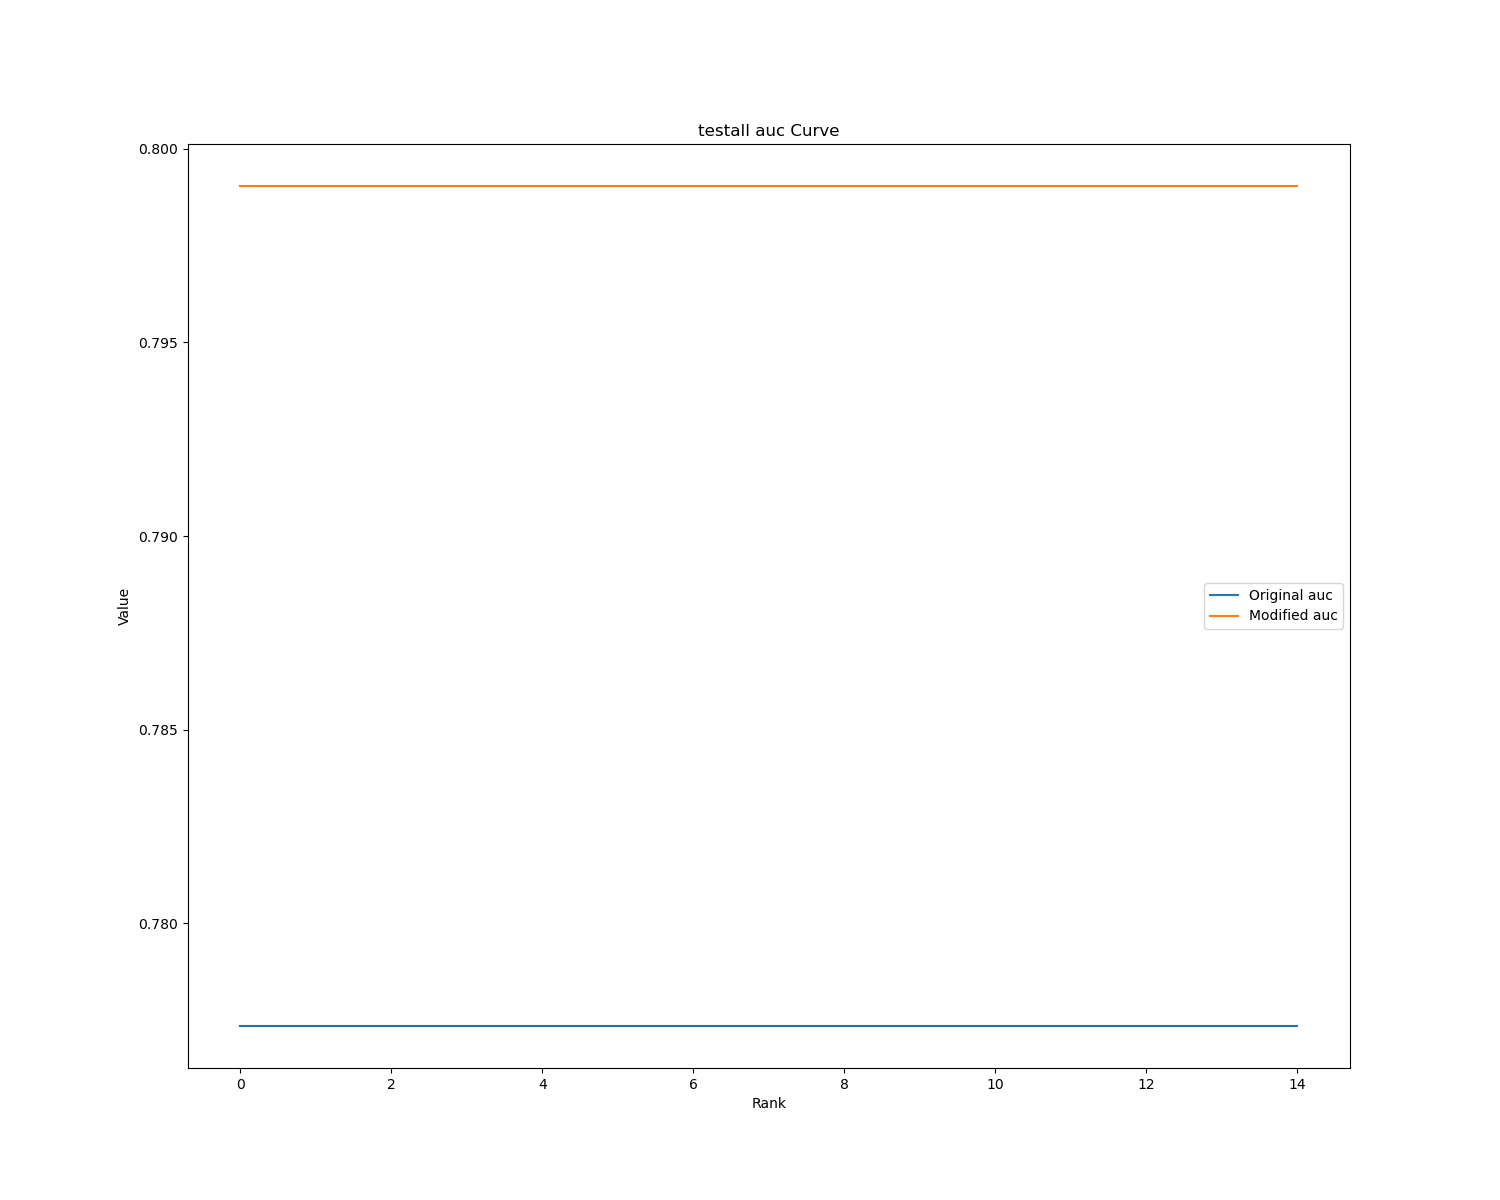 testall auc Curve
0.800
0.795
0.790
0.785
0.780
Value
Original auc
Modified auc
0 2 4 6 8 10 12 14
Rank